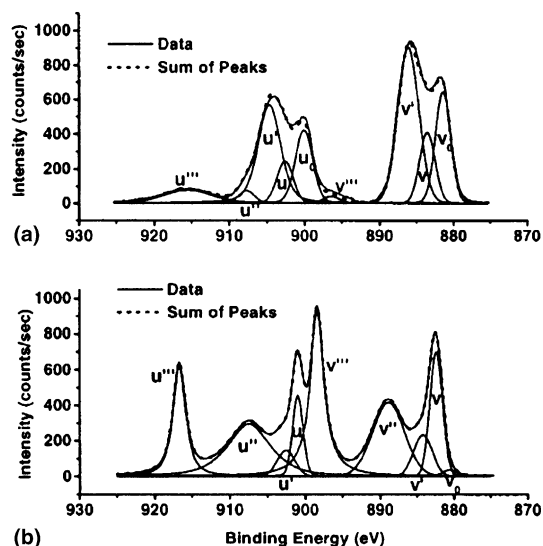 1000
800
600
400
200
0
Intensity (counts/sec)
Data
Sum of Peaks
u'''
u''
u'
u
u₀
v'''
v'
v
v₀
(a)
930 920 910 900 890 880 870
1000
800
600
400
200
0
Intensity (counts/sec)
Data
Sum of Peaks
u'''
u''
u
u'
v'''
v''
v'
v
v₀
(b)
930 920 910 900 890 880 870
Binding Energy (eV)